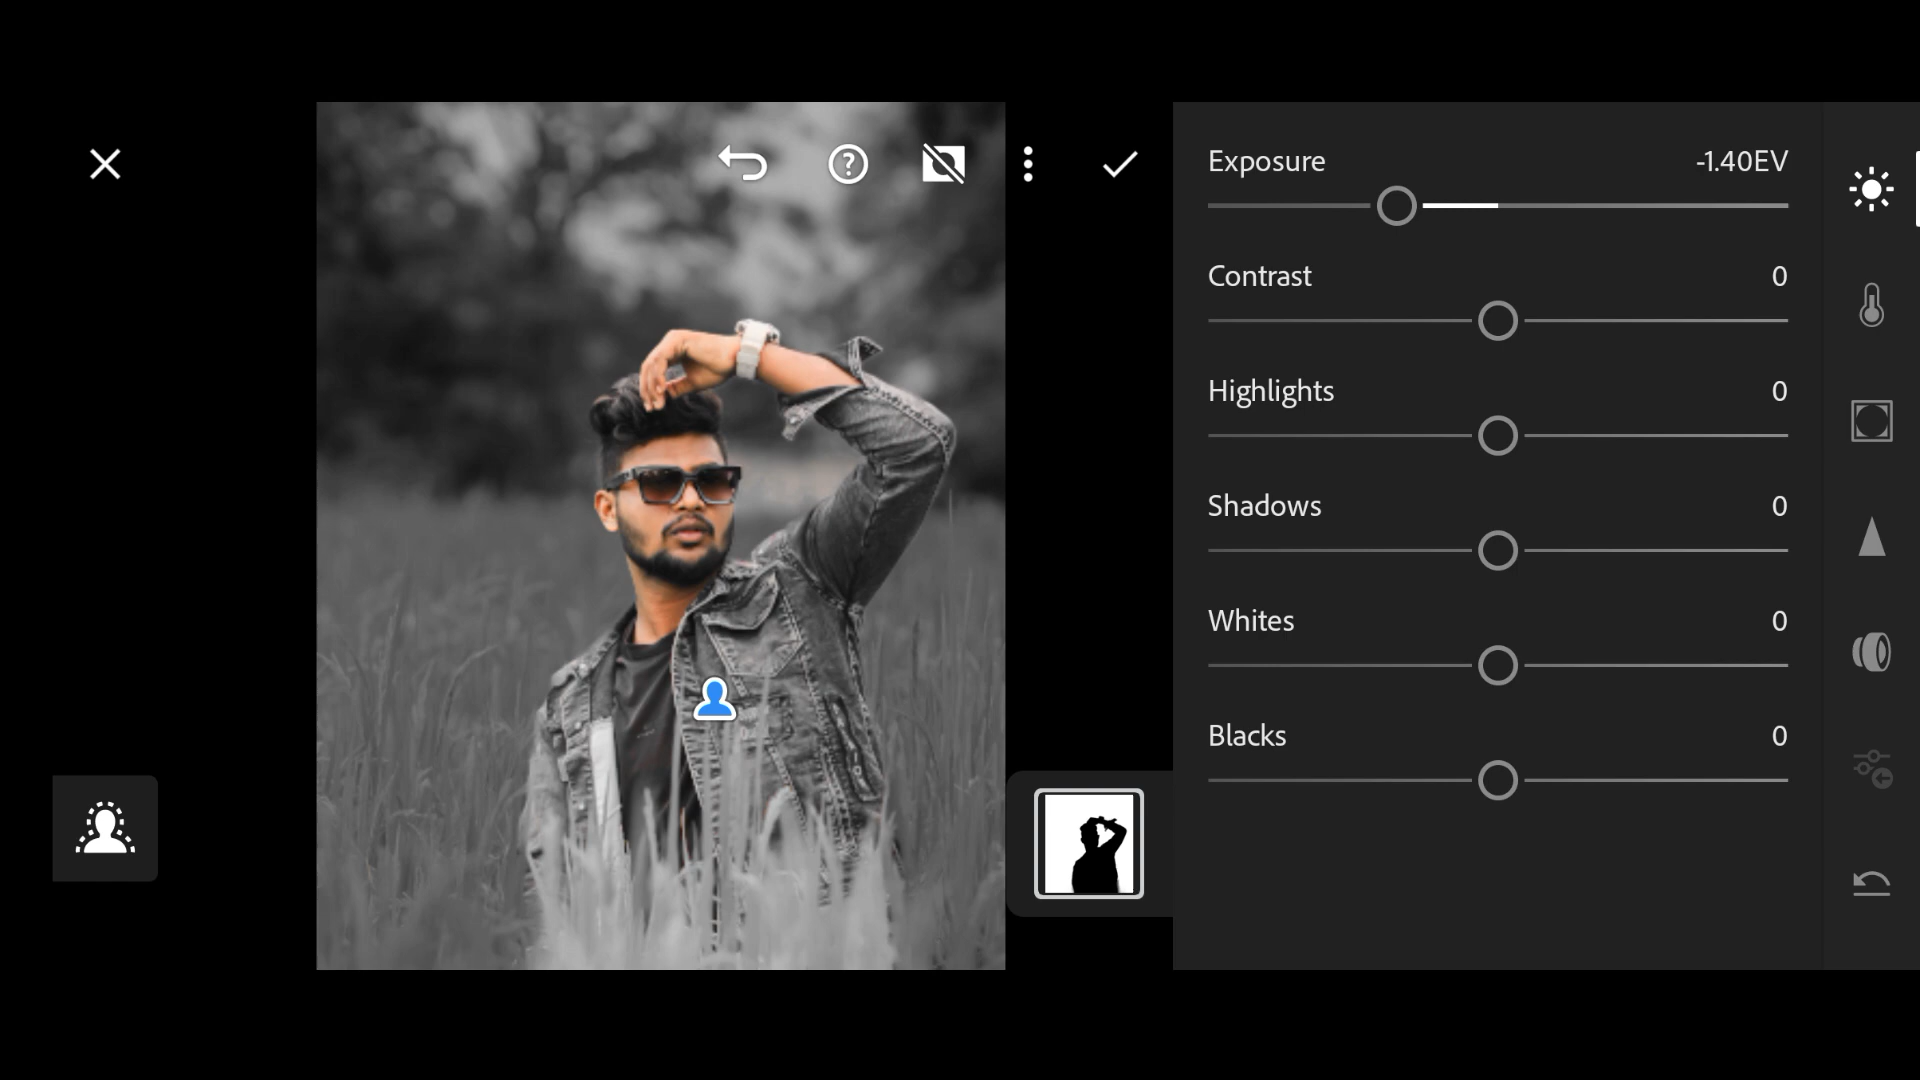 Exposure -1.40EV
Contrast 0
Highlights 0
Shadows 0
Whites 0
Blacks 0